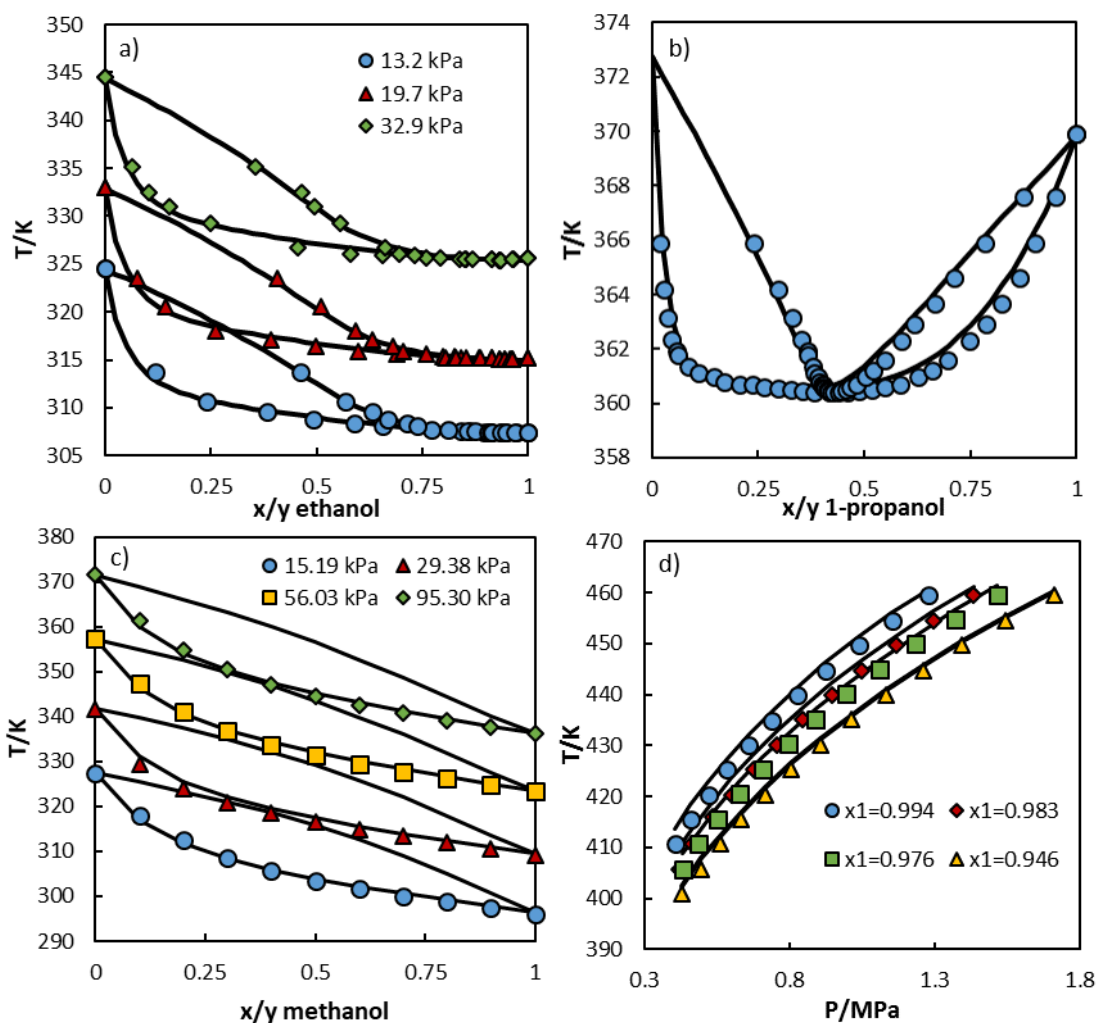 a)
13.2 kPa
19.7 kPa
32.9 kPa
350
345
340
335
330
325
320
315
310
305
T/K
0
0.25
0.5
0.75
1
x/y ethanol
b)
374
372
370
368
366
364
362
360
358
T/K
0
0.25
0.5
0.75
1
x/y 1-propanol
c)
15.19 kPa
29.38 kPa
56.03 kPa
95.30 kPa
380
370
360
350
340
330
320
310
300
290
T/K
0
0.25
0.5
0.75
1
x/y methanol
d)
470
460
450
440
430
420
410
400
390
T/K
x1=0.994
x1=0.983
x1=0.976
x1=0.946
0.3
0.8
1.3
1.8
P/MPa